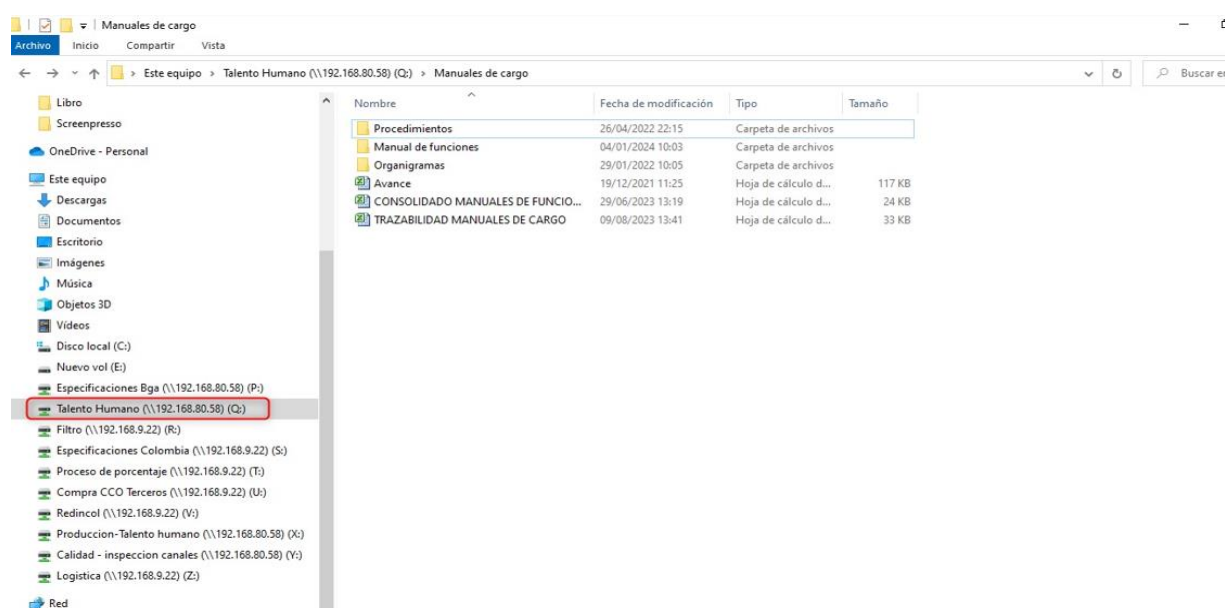 Manuales de cargo
Archivo Inicio Compartir Vista
Este equipo > Talento Humano (\\192.168.80.58) (Q:) > Manuales de cargo
Buscar en
Libro
Screenpresso
OneDrive - Personal
Este equipo
Descargas
Documentos
Escritorio
Imágenes
Música
Objetos 3D
Vídeos
Disco local (C:)
Nuevo vol (E:)
Especificaciones Bga (\\192.168.80.58) (P:)
Talento Humano (\\192.168.80.58) (Q:)
Filtro (\\192.168.9.22) (R:)
Especificaciones Colombia (\\192.168.9.22) (S:)
Proceso de porcentaje (\\192.168.9.22) (T:)
Compra CCO Terceros (\\192.168.9.22) (U:)
Redincol (\\192.168.9.22) (V:)
Produccion-Talento humano (\\192.168.80.58) (X:)
Calidad - inspeccion canales (\\192.168.80.58) (Y:)
Logistica (\\192.168.9.22) (Z:)
Red
Nombre Fecha de modificación Tipo Tamaño
Procedimientos 26/04/2022 22:15 Carpeta de archivos
Manual de funciones 04/01/2024 10:03 Carpeta de archivos
Organigramas 29/01/2022 10:05 Carpeta de archivos
Avance 19/12/2021 11:25 Hoja de cálculo d... 117 KB
CONSOLIDADO MANUALES DE FUNCIO... 29/06/2023 13:19 Hoja de cálculo d... 24 KB
TRAZABILIDAD MANUALES DE CARGO 09/08/2023 13:41 Hoja de cálculo d... 33 KB